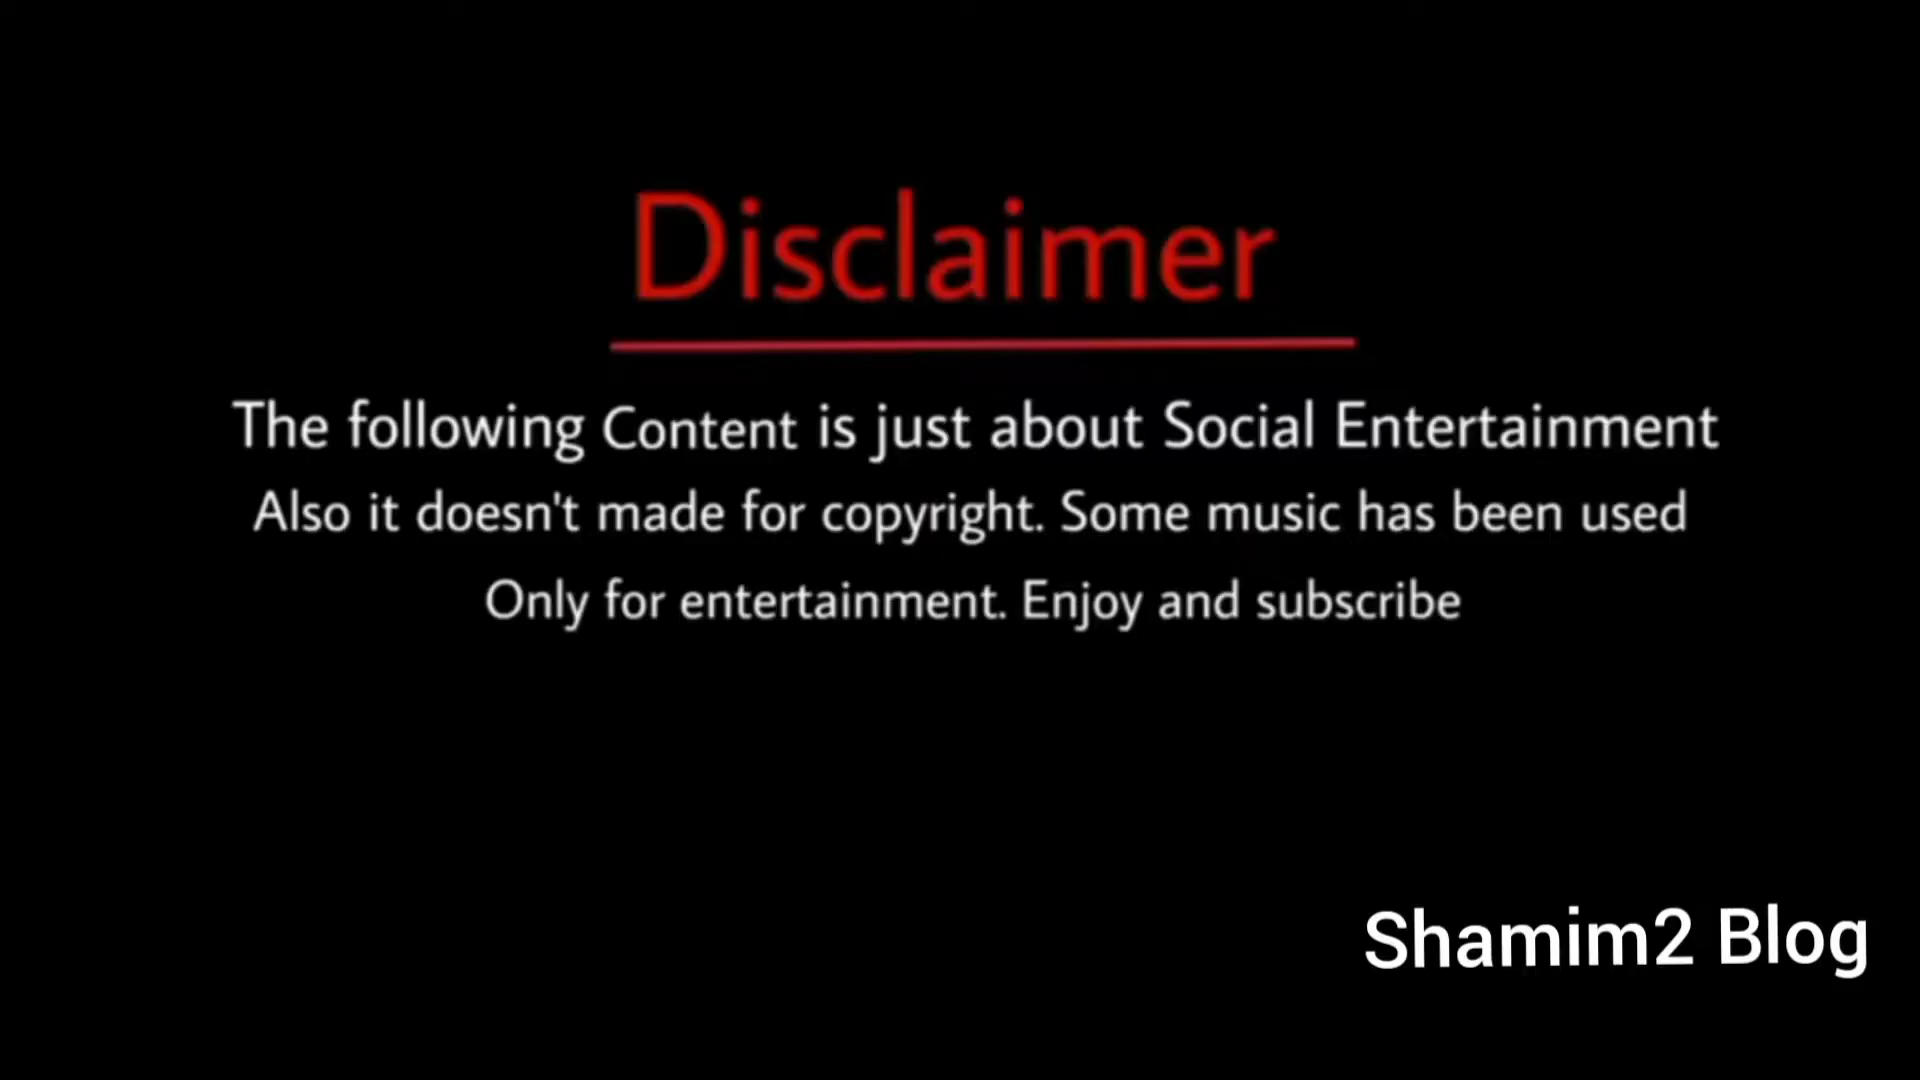 Disclaimer
The following Content is just about Social Entertainment
Also it doesn't made for copyright. Some music has been used
Only for entertainment. Enjoy and subscribe
Shamim2 Blog